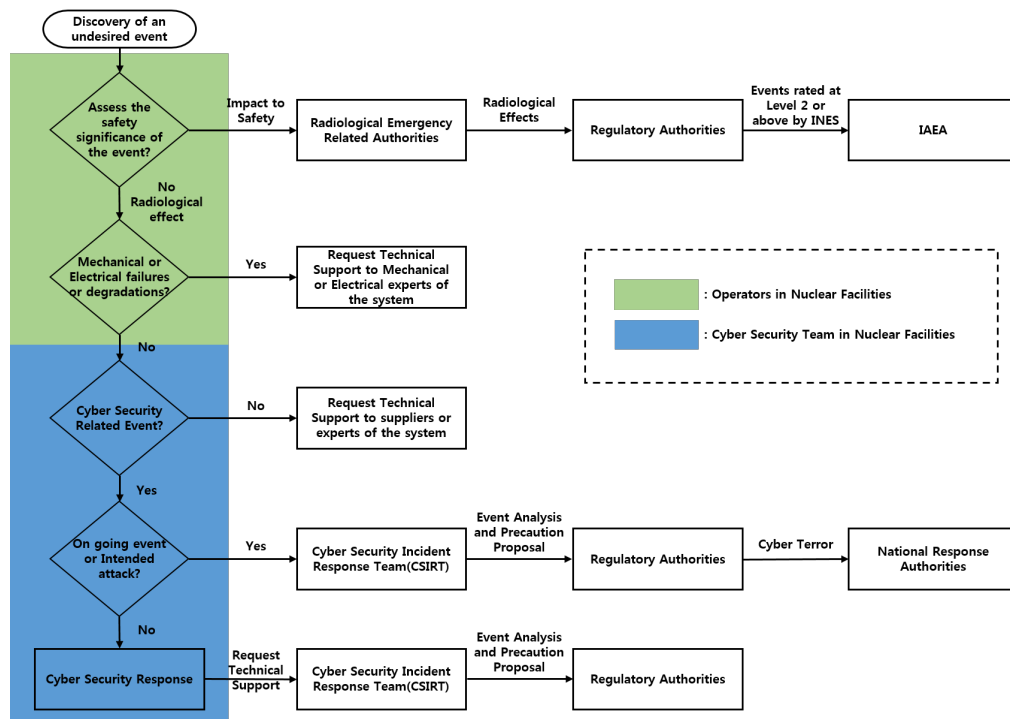 Discovery of an
undesired event
Assess the
safety
significance of
the event?
Impact to
Safety
Radiological Emergency
Related Authorities
Radiological
Effects
Regulatory Authorities
Events rated at
Level 2 or
above by INES
IAEA
No
Radiological
effect
Mechanical or
Electrical failures
or degradations?
Yes
Request Technical
Support to Mechanical
or Electrical experts of
the system
: Operators in Nuclear Facilities
: Cyber Security Team in Nuclear Facilities
No
Cyber Security
Related Event?
No
Request Technical
Support to suppliers or
experts of the system
Yes
On going event
or Intended
attack?
Yes
Cyber Security Incident
Response Team(CSIRT)
Event Analysis
and Precaution
Proposal
Regulatory Authorities
Cyber Terror
National Response
Authorities
No
Cyber Security Response
Request
Technical
Support
Cyber Security Incident
Response Team(CSIRT)
Event Analysis
and Precaution
Proposal
Regulatory Authorities